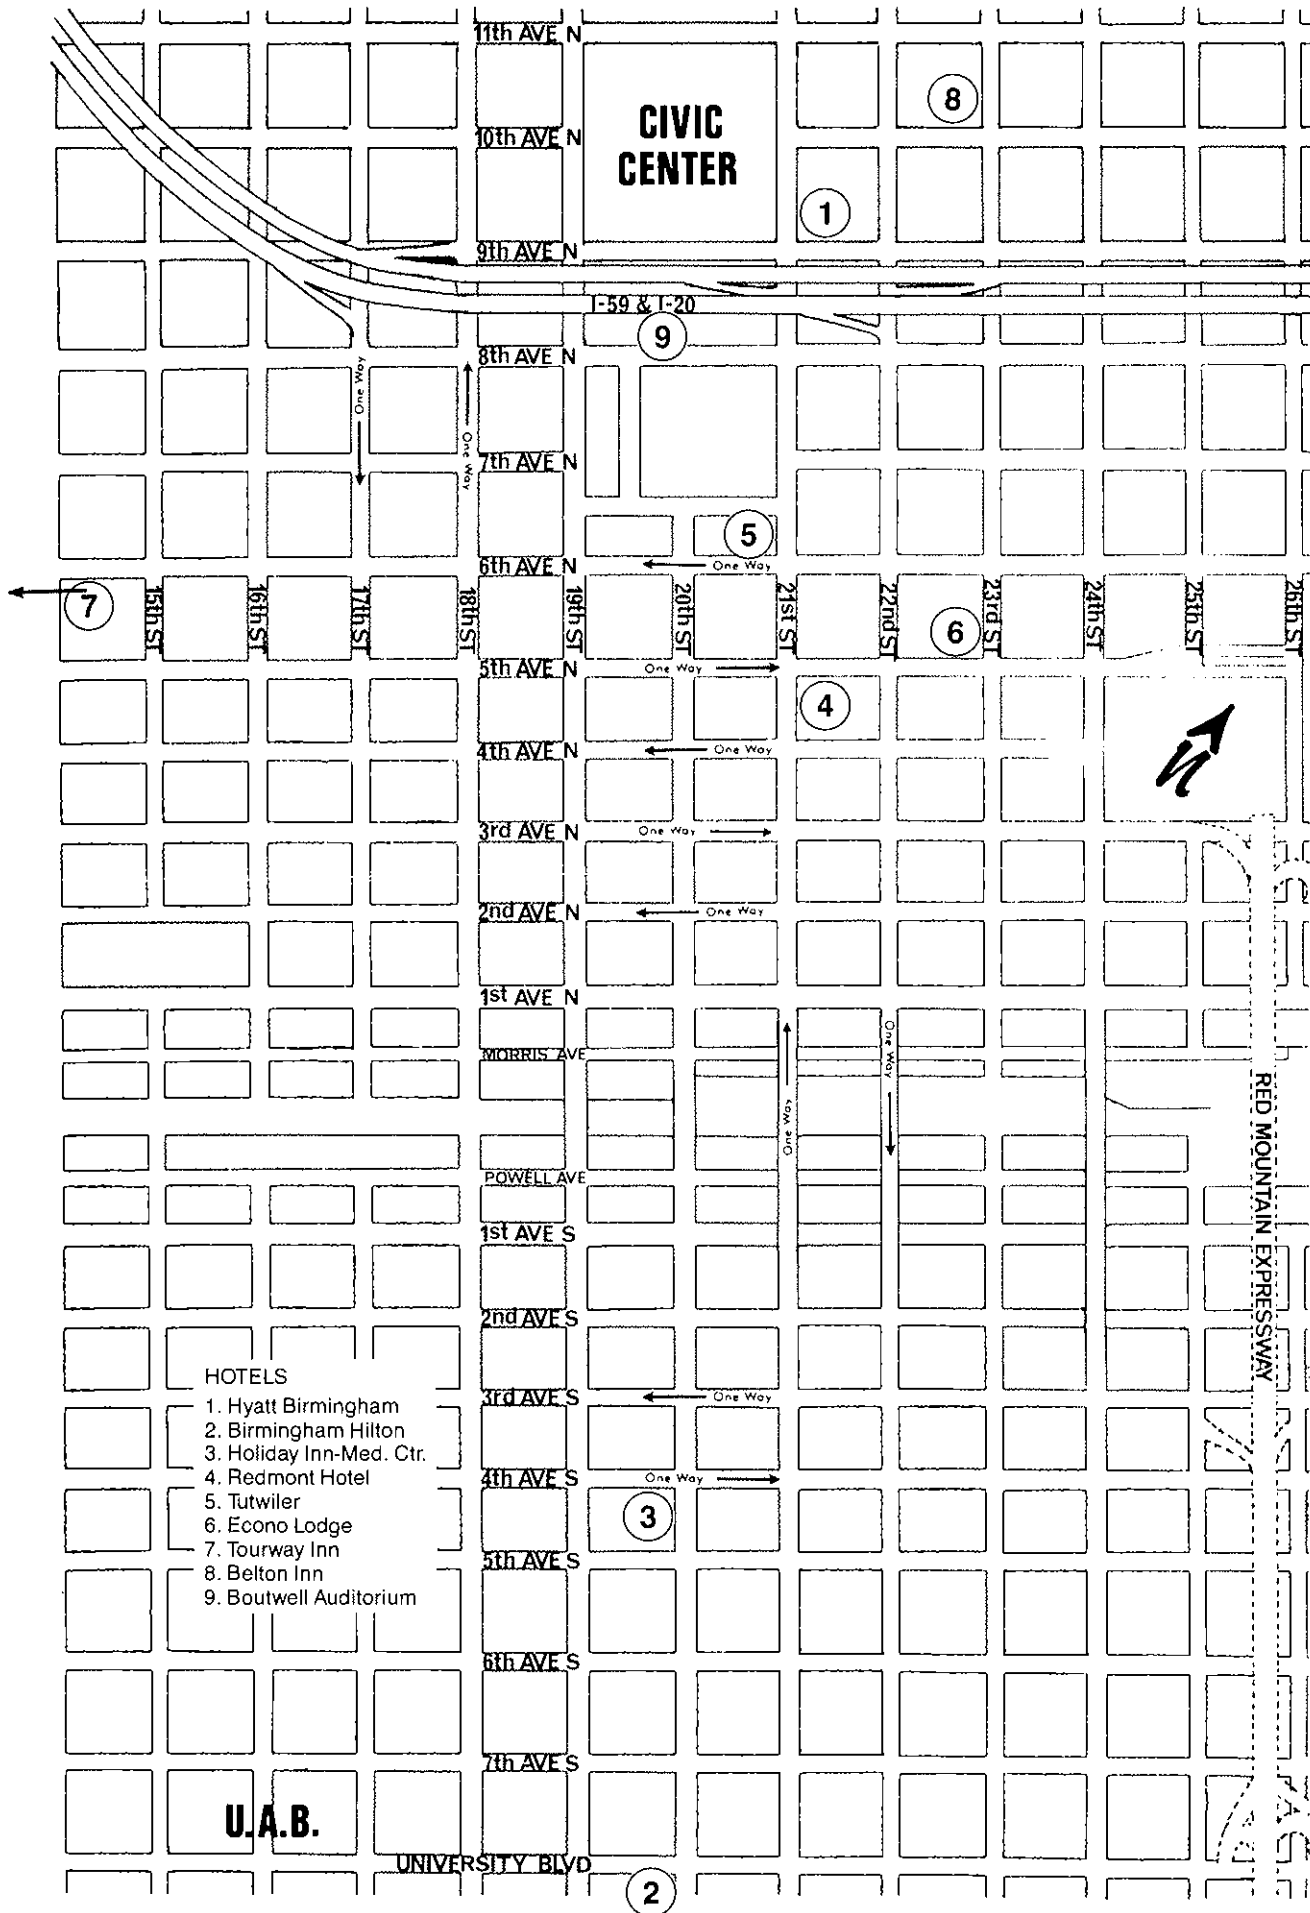 11th AVE N
CIVIC
CENTER
8
10th AVE N
1
9th AVE N
I-59 & I-20
9
8th AVE N
One Way
One Way
7th AVE N
5
6th AVE N
One Way
7
15th ST
16th ST
17th ST
18th ST
19th ST
20th ST
21st ST
22nd ST
23rd ST
24th ST
25th ST
26th ST
6
5th AVE N
One Way
4
4th AVE N
One Way
N
3rd AVE N
One Way
2nd AVE N
One Way
1st AVE N
One Way
One Way
MORRIS AVE
RED MOUNTAIN EXPRESSWAY
POWELL AVE
1st AVE S
2nd AVE S
HOTELS
1. Hyatt Birmingham
2. Birmingham Hilton
3. Holiday Inn-Med. Ctr.
4. Redmont Hotel
5. Tutwiler
6. Econo Lodge
7. Tourway Inn
8. Belton Inn
9. Boutwell Auditorium
3rd AVE S
One Way
4th AVE S
One Way
3
5th AVE S
6th AVE S
7th AVE S
U.A.B.
UNIVERSITY BLVD
2